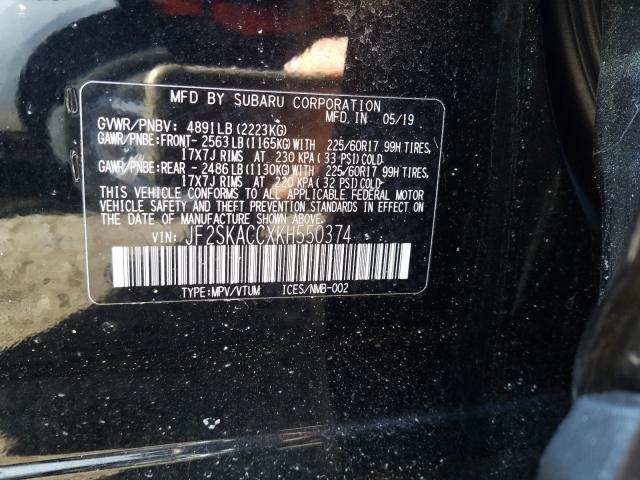 MFD BY SUBARU CORPORATION
MFD. IN 05/19
GVWR/PNBV: 4891LB(2223KG)
GAWR/PNBE:FRONT- 2563LB(1165KG)WITH 225/60R17 99H TIRES,
17X7J RIMS AT 230 KPA(33 PSI)COLD
GAWR/PNBE:REAR - 2486LB(1130KG)WITH 225/60R17 99H TIRES,
17X7J RIMS AT 220 KPA(32 PSI)COLD
THIS VEHICLE CONFORMS TO ALL APPLICABLE FEDERAL MOTOR
VEHICLE SAFETY AND THEFT PREVENTION STANDARDS IN EFFECT ON
THE DATE OF MANUFACTURE SHOWN ABOVE.
VIN: JF2SKACCXKH550374
TYPE:MPV/VTUM ICES/NMB-002